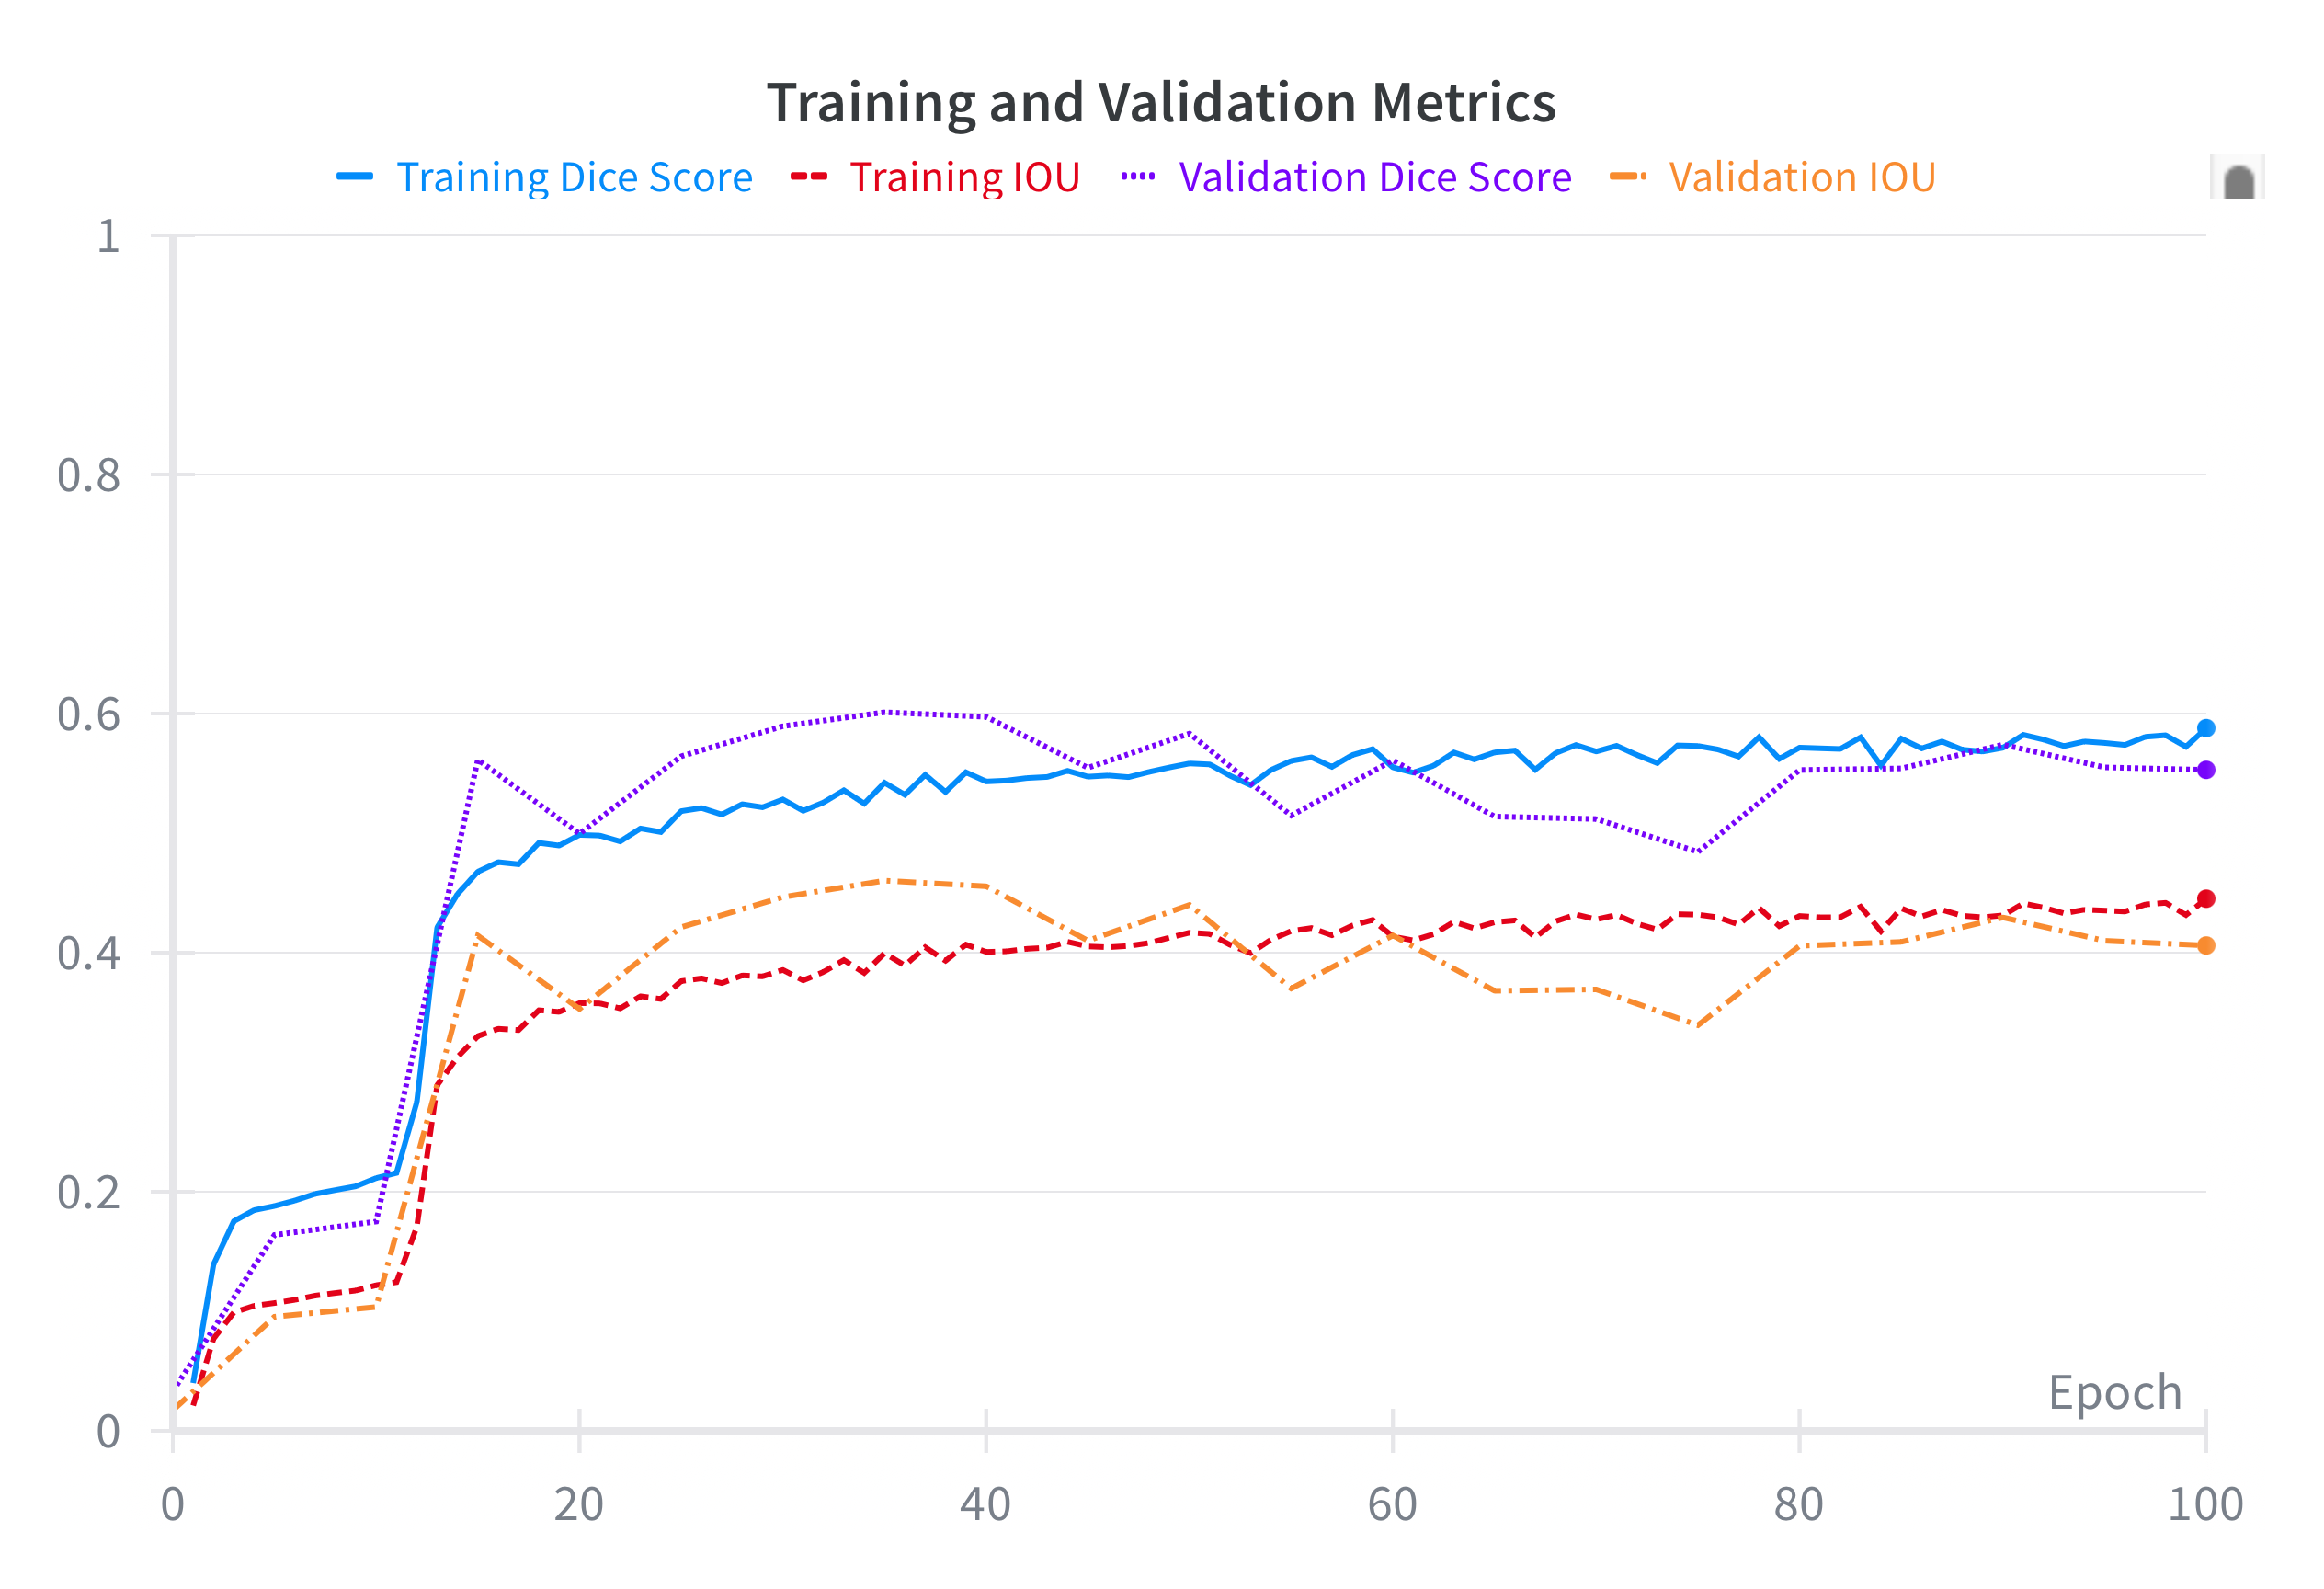 Training and Validation Metrics
Training Dice Score Training IOU Validation Dice Score Validation IOU
1
0.8
0.6
0.4
0.2
0
Epoch
0 20 40 60 80 100